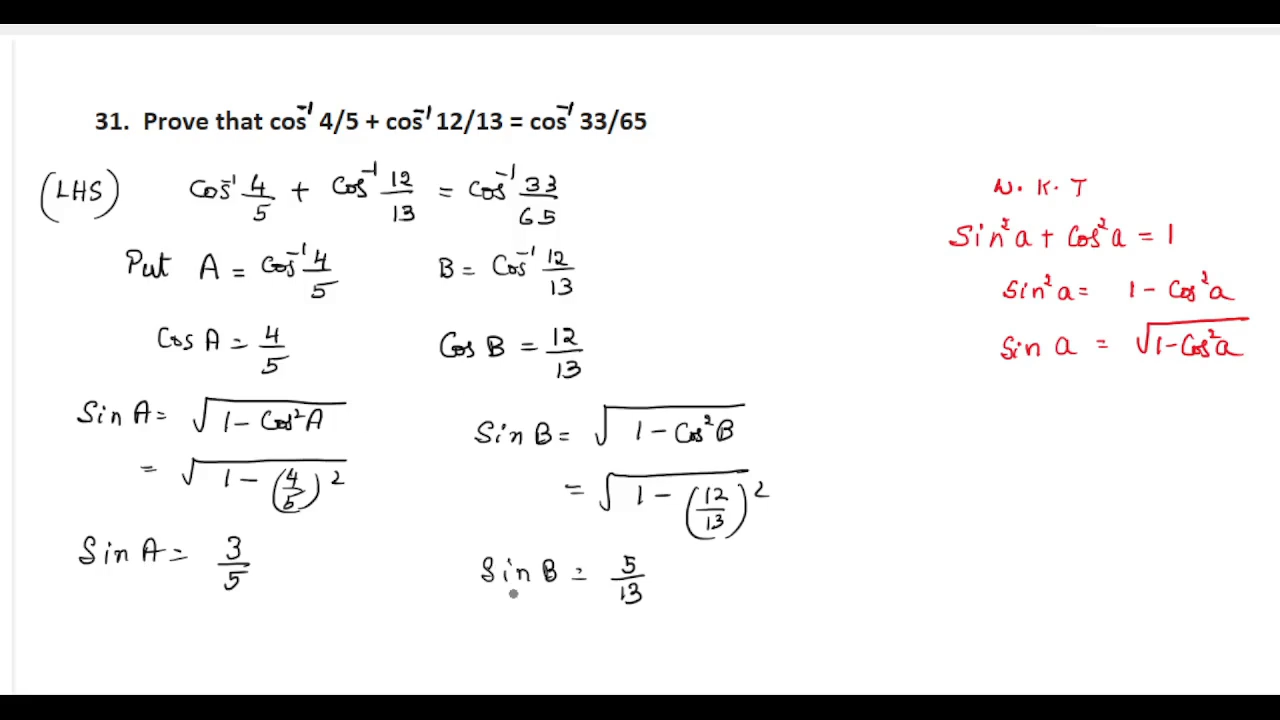 31. Prove that cos⁻¹ 4/5 + cos⁻¹ 12/13 = cos⁻¹ 33/65
(LHS) Cos⁻¹ 4/5 + Cos⁻¹ 12/13 = Cos⁻¹ 33/65
N.K.T
Sin²a + Cos²a = 1
Put A = Cos⁻¹ 4/5 B = Cos⁻¹ 12/13
Sin²a = 1 - Cos²a
Cos A = 4/5 Cos B = 12/13
Sin a = √(1-Cos²a)
Sin A = √(1 - Cos²A) Sin B = √(1 - Cos²B)
= √(1 - (4/5)²) = √(1 - (12/13)²)
Sin A = 3/5 Sin B = 5/13